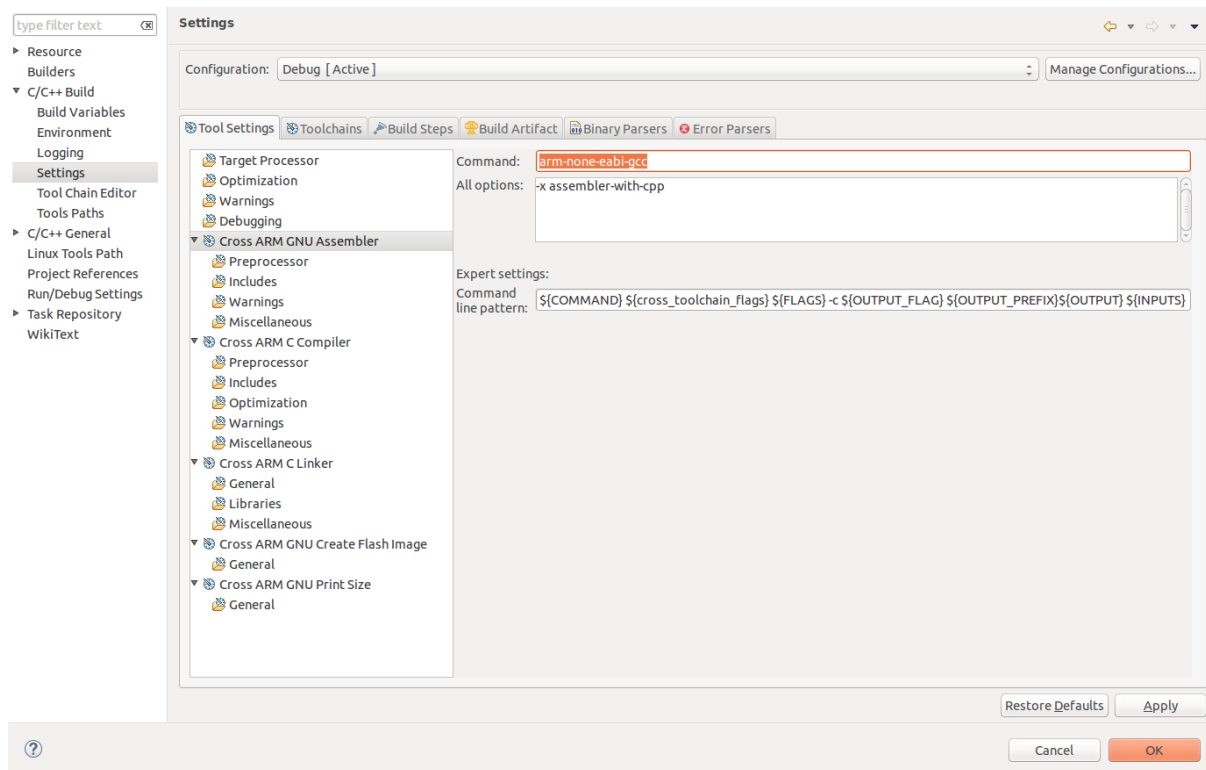 type filter text
Resource
Builders
C/C++ Build
Build Variables
Environment
Logging
Settings
Tool Chain Editor
Tools Paths
C/C++ General
Linux Tools Path
Project References
Run/Debug Settings
Task Repository
WikiText
Settings
Configuration: Debug [ Active ] Manage Configurations...
Tool Settings Toolchains Build Steps Build Artifact Binary Parsers Error Parsers
Target Processor
Optimization
Warnings
Debugging
Cross ARM GNU Assembler
Preprocessor
Includes
Warnings
Miscellaneous
Cross ARM C Compiler
Preprocessor
Includes
Optimization
Warnings
Miscellaneous
Cross ARM C Linker
General
Libraries
Miscellaneous
Cross ARM GNU Create Flash Image
General
Cross ARM GNU Print Size
General
Command: arm-none-eabi-gcc
All options: -x assembler-with-cpp
Expert settings:
Command
line pattern: ${COMMAND} ${cross_toolchain_flags} ${FLAGS} -c ${OUTPUT_FLAG} ${OUTPUT_PREFIX}${OUTPUT} ${INPUTS}
Restore Defaults Apply
Cancel OK